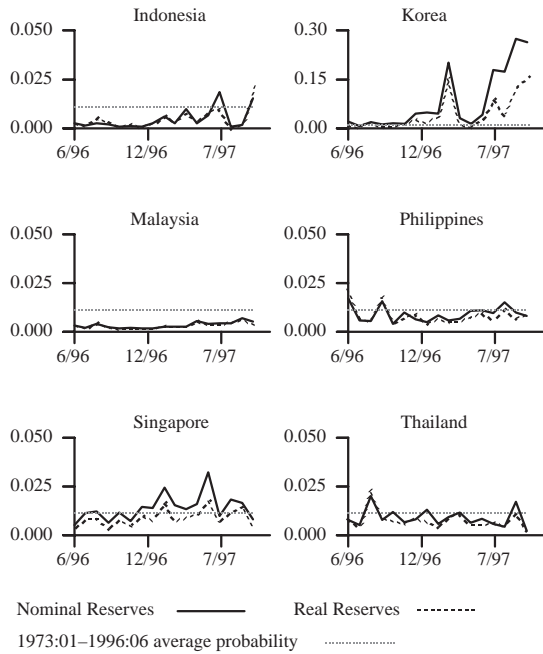 Indonesia
0.050
0.025
0.000
6/96 12/96 7/97
Korea
0.30
0.15
0.00
6/96 12/96 7/97
Malaysia
0.050
0.025
0.000
6/96 12/96 7/97
Philippines
0.050
0.025
0.000
6/96 12/96 7/97
Singapore
0.050
0.025
0.000
6/96 12/96 7/97
Thailand
0.050
0.025
0.000
6/96 12/96 7/97
Nominal Reserves Real Reserves
1973:01–1996:06 average probability